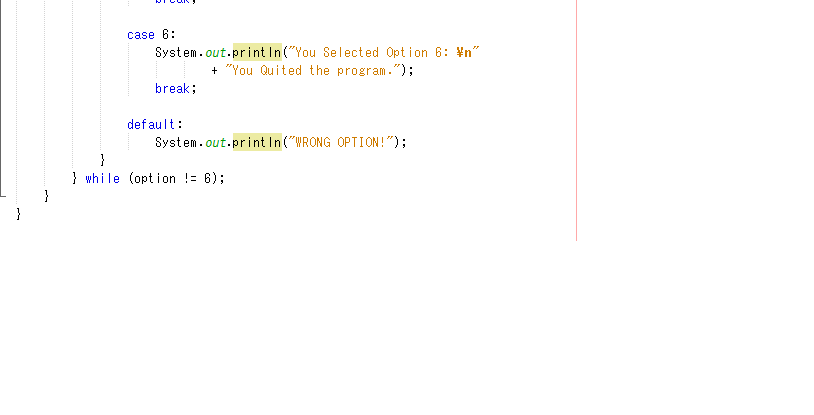 break;
case 6:
System.out.println("You Selected Option 6: ¥n"
+ "You Quited the program.");
break;
default:
System.out.println("WRONG OPTION!");
}
} while (option != 6);
}
}